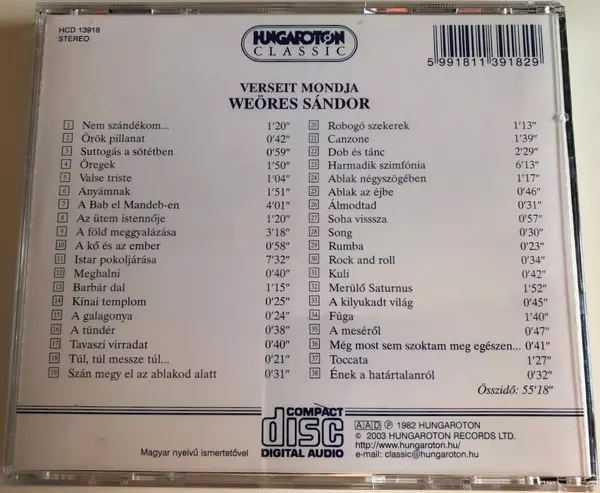 HCD 13918
STEREO
HUNGAROTON
CLASSIC
5 991811 391829
VERSEIT MONDJA
WEÖRES SÁNDOR
1 Nem szándékom... 1'20"
2 Örök pillanat 0'42"
3 Suttogás a sötétben 0'59"
4 Öregek 1'50"
5 Valse triste 1'04"
6 Anyámnak 1'51"
7 A Bab el Mandeb-en 4'01"
8 Az ütem istennője 1'20"
9 A föld meggyalázása 3'18"
10 A kő és az ember 0'58"
11 Istar pokoljárása 7'32"
12 Meghalni 0'40"
13 Barbár dal 1'15"
14 Kínai templom 0'25"
15 A galagonya 0'24"
16 A tündér 0'38"
17 Tavaszi virradat 0'40"
18 Túl, túl messze túl... 0'21"
19 Szán megy el az ablakod alatt 0'31"
20 Robogó szekerek 1'13"
21 Canzone 1'39"
22 Dob és tánc 2'29"
23 Harmadik szimfónia 6'13"
24 Ablak négyszögében 1'17"
25 Ablak az éjbe 0'46"
26 Álmodtad 0'31"
27 Soha visssza 0'57"
28 Song 0'30"
29 Rumba 0'23"
30 Rock and roll 0'34"
31 Kuli 0'42"
32 Merülő Saturnus 1'52"
33 A kilyukadt világ 0'45"
34 Fúga 1'40"
35 A meséről 0'47"
36 Még most sem szoktam meg egészen... 0'41"
37 Toccata 1'27"
38 Ének a határtalanról 0'32"
Összidő: 55'18"
Magyar nyelvű ismertetővel
COMPACT
disc
DIGITAL AUDIO
AAD Ⓟ 1982 HUNGAROTON
© 2003 HUNGAROTON RECORDS LTD.
http://www.hungaroton.hu/
e-mail: classic@hungaroton.hu